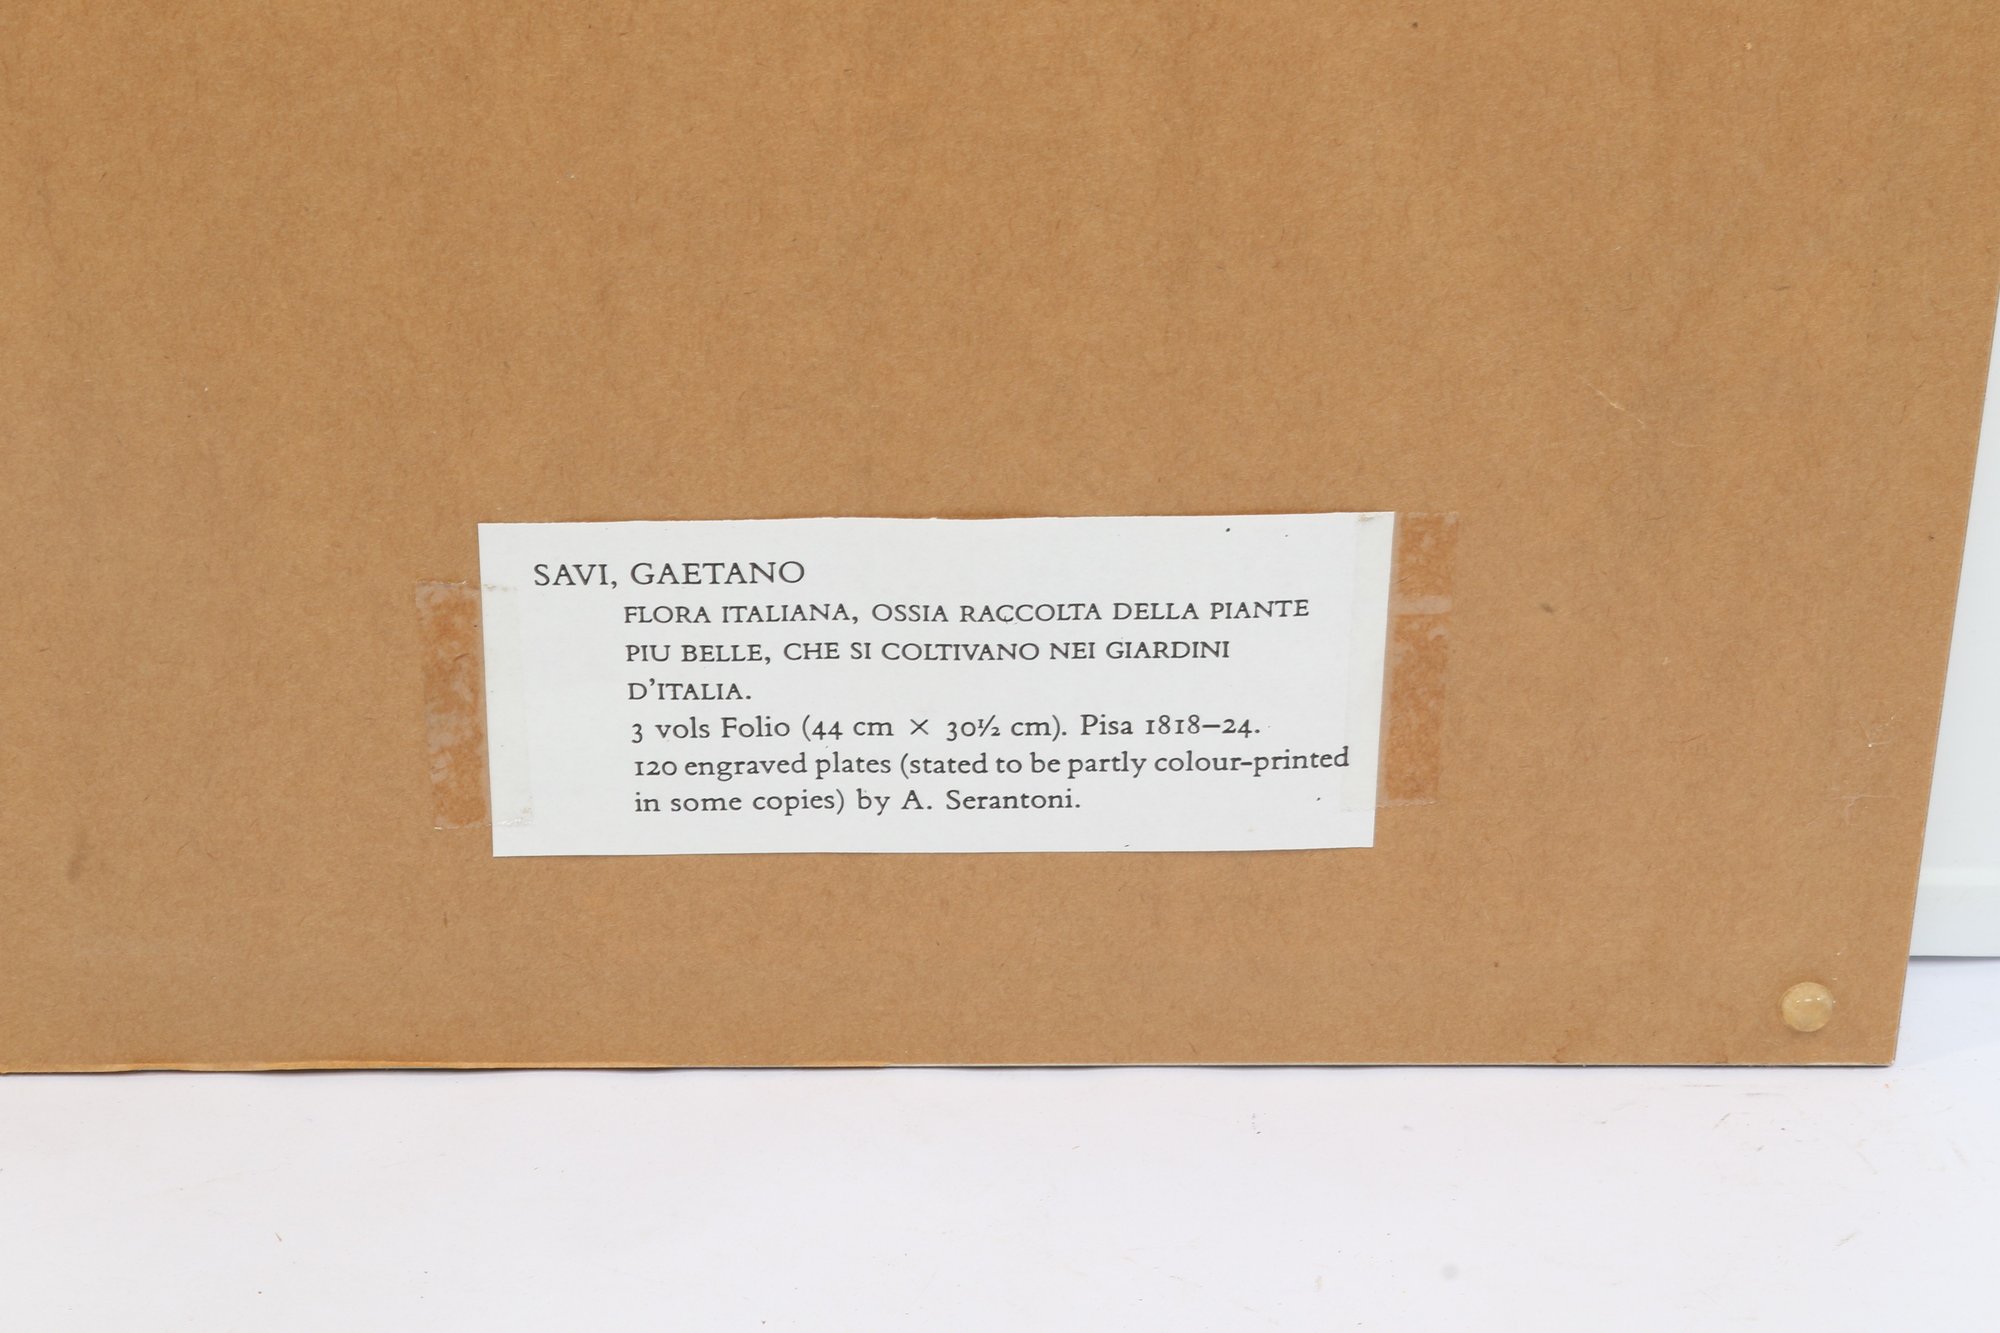 SAVI, GAETANO
FLORA ITALIANA, OSSIA RACCOLTA DELLA PIANTE
PIU BELLE, CHE SI COLTIVANO NEI GIARDINI
D'ITALIA.
3 vols Folio (44 cm × 30½ cm). Pisa 1818–24.
120 engraved plates (stated to be partly colour-printed
in some copies) by A. Serantoni.